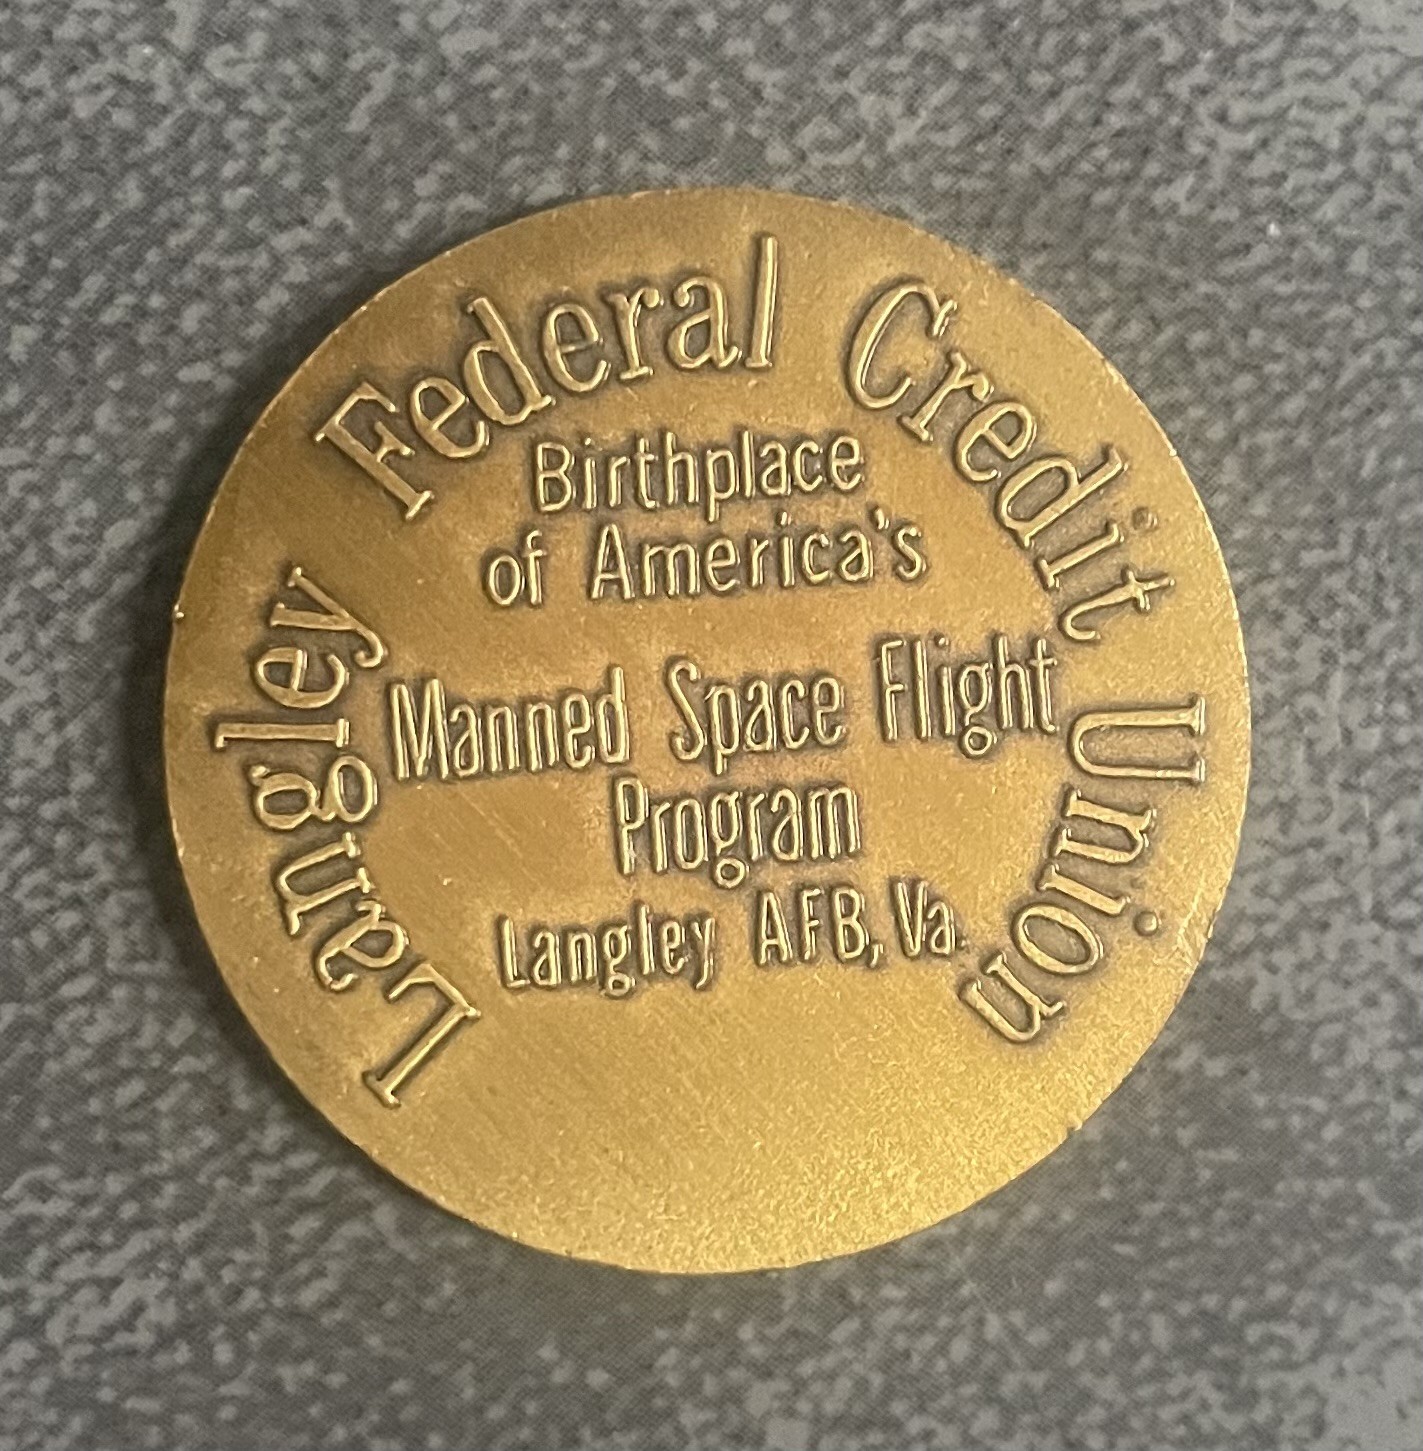 Langley Federal Credit Union
Birthplace
of America's
Manned Space Flight
Program
Langley AFB, Va.